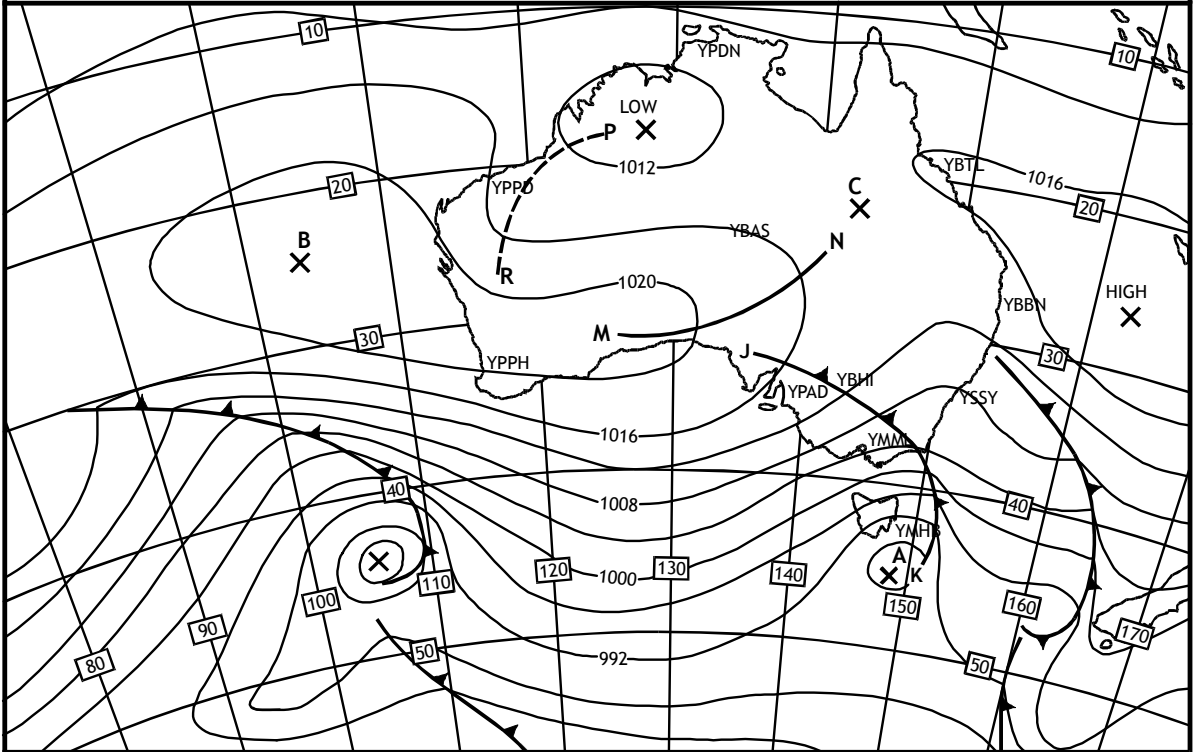 10
YPDN
10
LOW
P
1012
YBTL
1016
20
YPPD
C
20
B
YBAS
N
R
1020
HIGH
YBBN
M
30
J
30
YPPH
YBHI
YPAD
YSSY
1016
YMML
40
1008
40
YMHB
A
K
110
120
1000
130
140
100
150
160
90
170
50
992
50
80